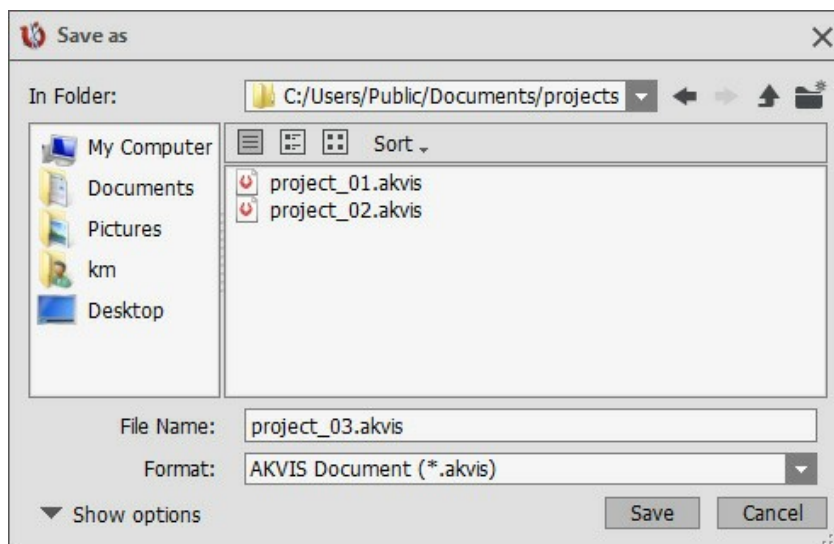 Save as
In Folder: C:/Users/Public/Documents/projects
My Computer
Documents
Pictures
km
Desktop
Sort
project_01.akvis
project_02.akvis
File Name: project_03.akvis
Format: AKVIS Document (*.akvis)
Show options
Save
Cancel